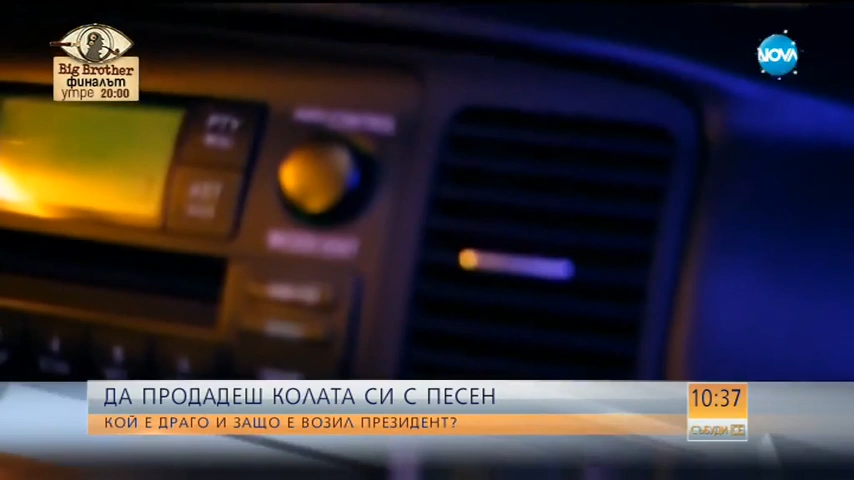 Big Brother
финалът
утре 20:00
NOVA
PTY
ДА ПРОДАДЕШ КОЛАТА СИ С ПЕСЕН
КОЙ Е ДРАГО И ЗАЩО Е ВОЗИЛ ПРЕЗИДЕНТ?
10:37
СЪБУДИ СЕ